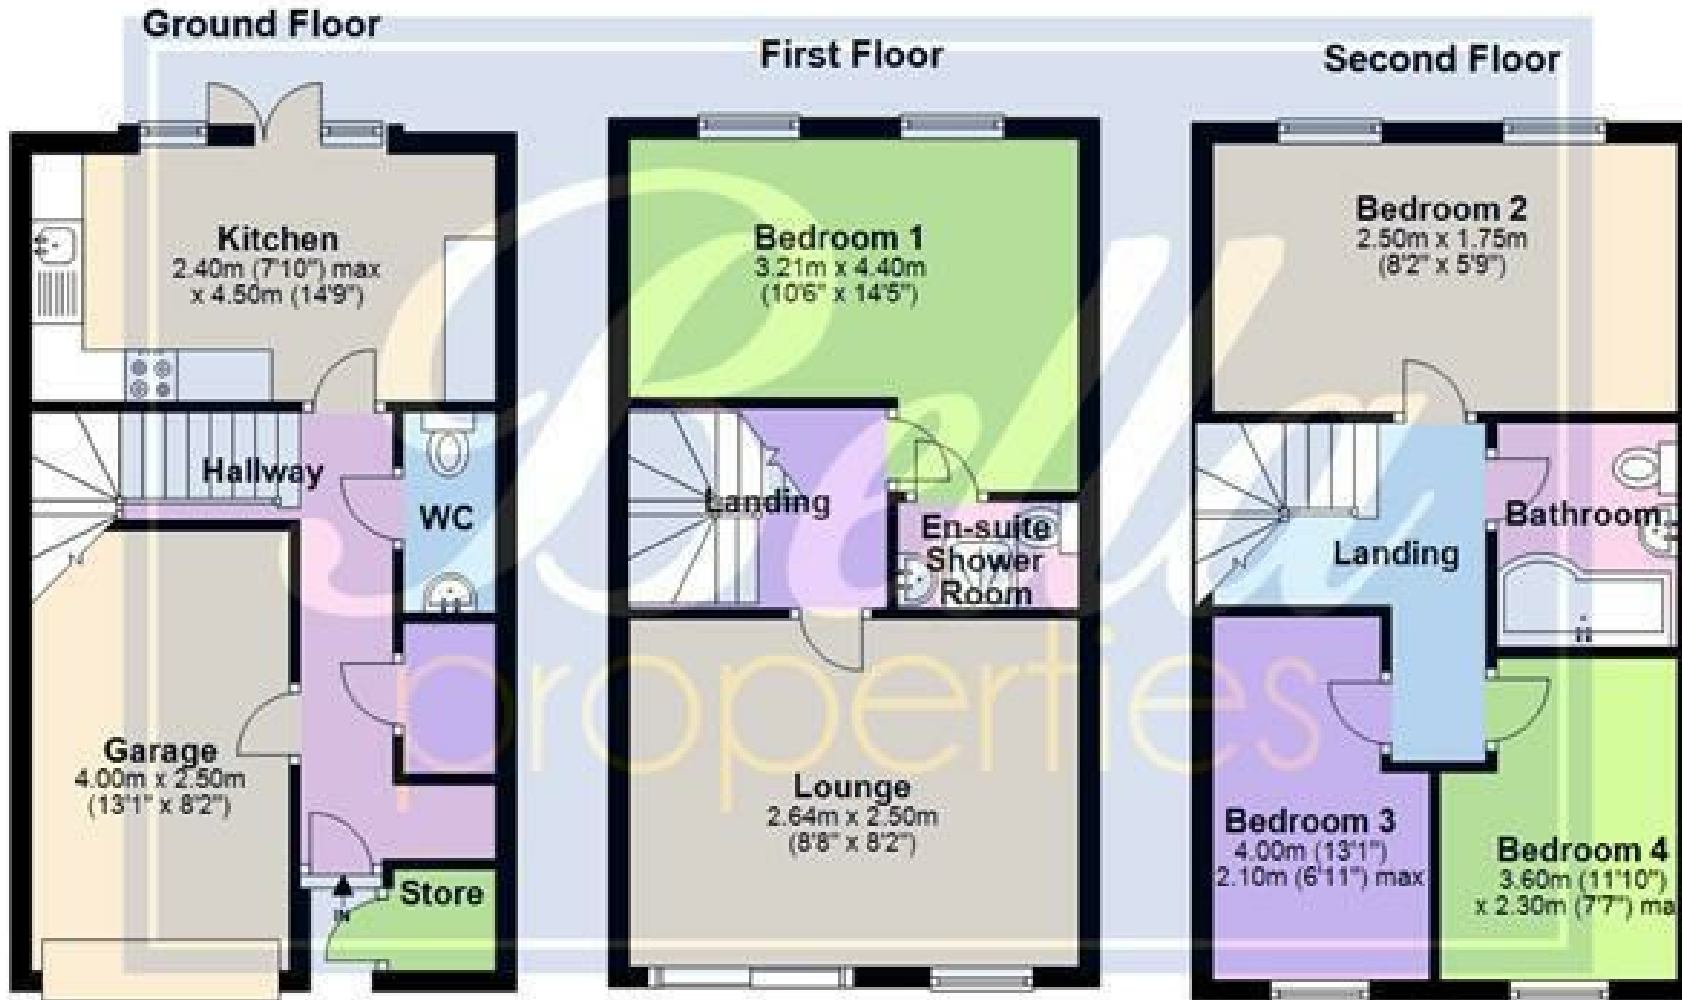 Ground Floor
First Floor
Second Floor
Kitchen
2.40m (7'10") max
x 4.50m (14'9")
Hallway
WC
Garage
4.00m x 2.50m
(13'1" x 8'2")
Store
IN
Bedroom 1
3.21m x 4.40m
(10'6" x 14'5")
Landing
En-suite
Shower
Room
Lounge
2.64m x 2.50m
(8'8" x 8'2")
Bedroom 2
2.50m x 1.75m
(8'2" x 5'9")
Bathroom
Landing
Bedroom 3
4.00m (13'1")
2.10m (6'11") max
Bedroom 4
3.60m (11'10")
x 2.30m (7'7") ma
Bella
properties